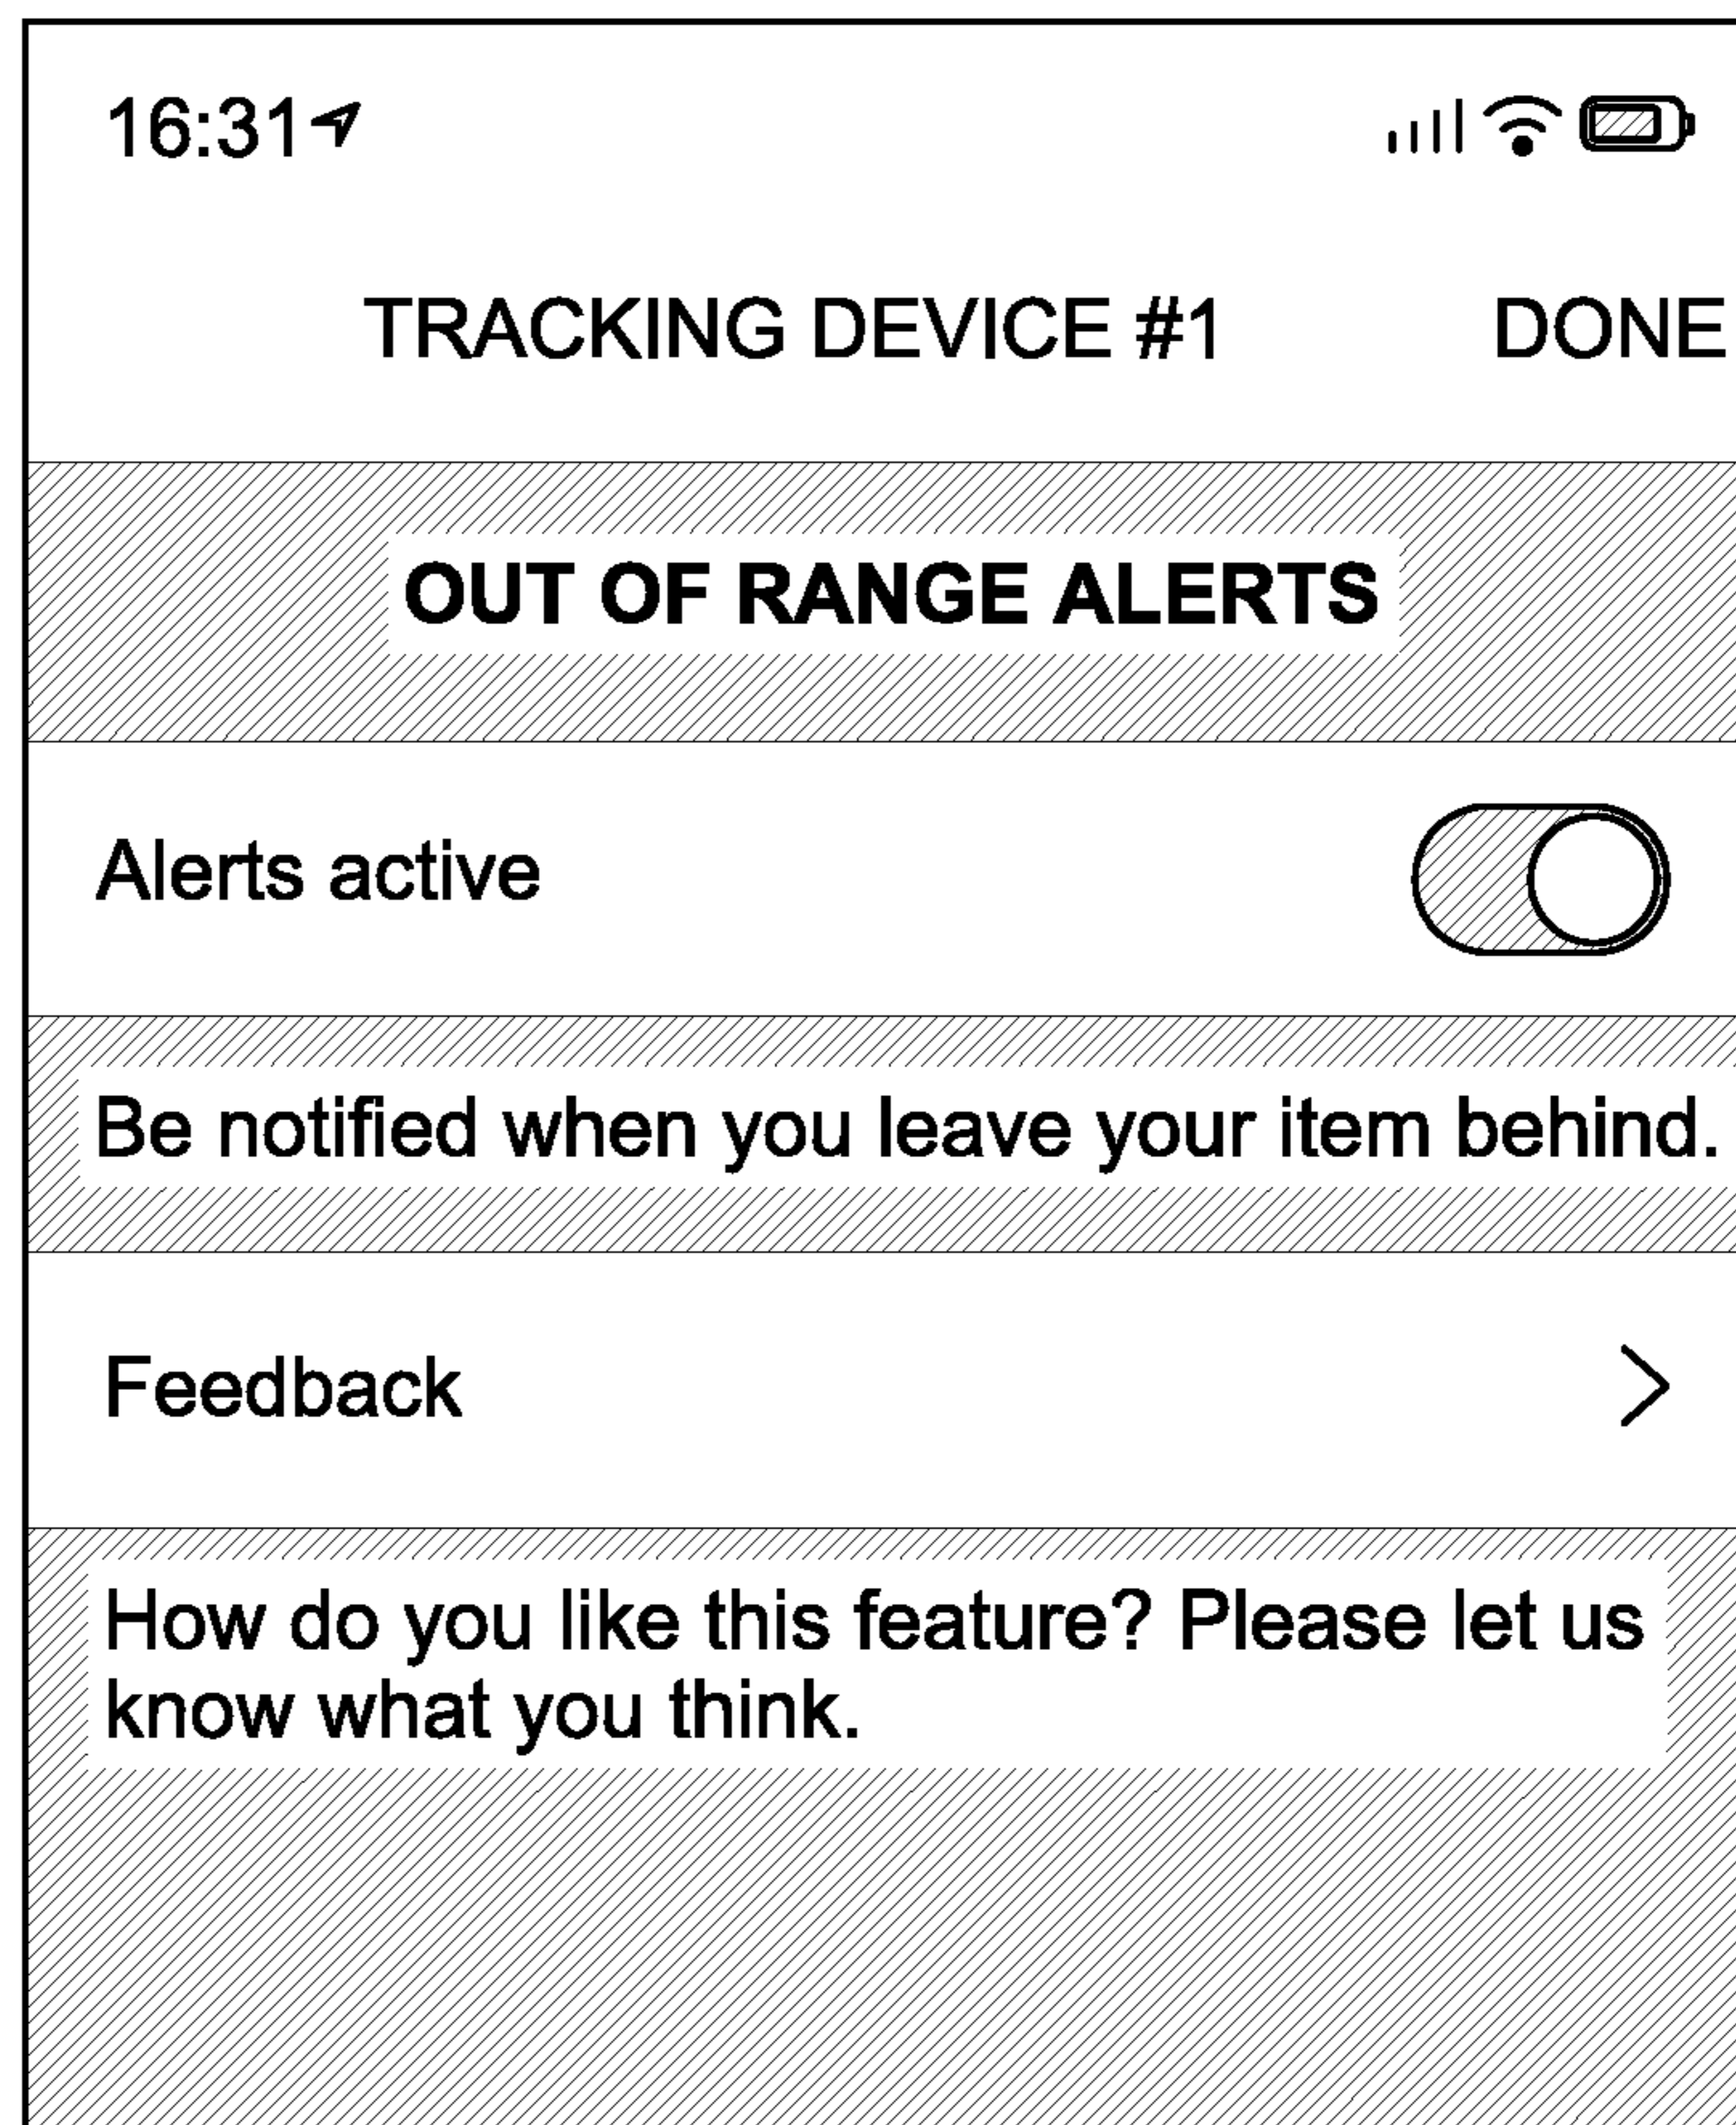 16:31
TRACKING DEVICE #1 DONE
OUT OF RANGE ALERTS
Alerts active
Be notified when you leave your item behind.
Feedback
How do you like this feature? Please let us
know what you think.